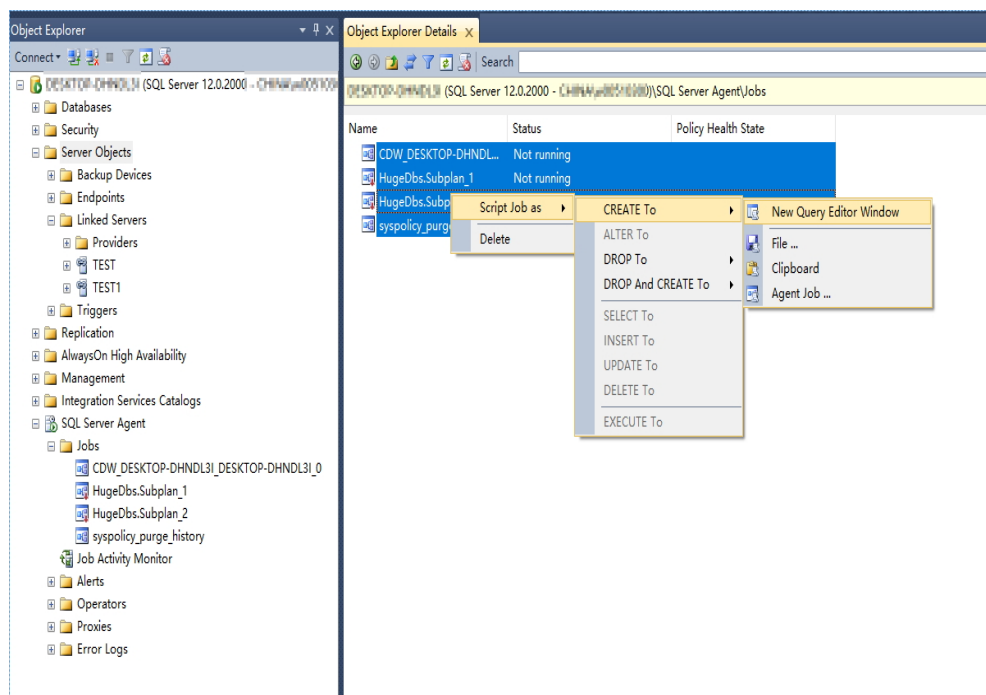 Object Explorer
Connect
(SQL Server 12.0.2000 -
Databases
Security
Server Objects
Backup Devices
Endpoints
Linked Servers
Providers
TEST
TEST1
Triggers
Replication
AlwaysOn High Availability
Management
Integration Services Catalogs
SQL Server Agent
Jobs
CDW_DESKTOP-DHNDL3I_DESKTOP-DHNDL3I_0
HugeDbs.Subplan_1
HugeDbs.Subplan_2
syspolicy_purge_history
Job Activity Monitor
Alerts
Operators
Proxies
Error Logs
Object Explorer Details
Search
(SQL Server 12.0.2000 - )\SQL Server Agent\Jobs
Name Status Policy Health State
CDW_DESKTOP-DHNDL... Not running
HugeDbs.Subplan_1 Not running
HugeDbs.Subp
syspolicy_purg
Script Job as
Delete
CREATE To
ALTER To
DROP To
DROP And CREATE To
SELECT To
INSERT To
UPDATE To
DELETE To
EXECUTE To
New Query Editor Window
File ...
Clipboard
Agent Job ...